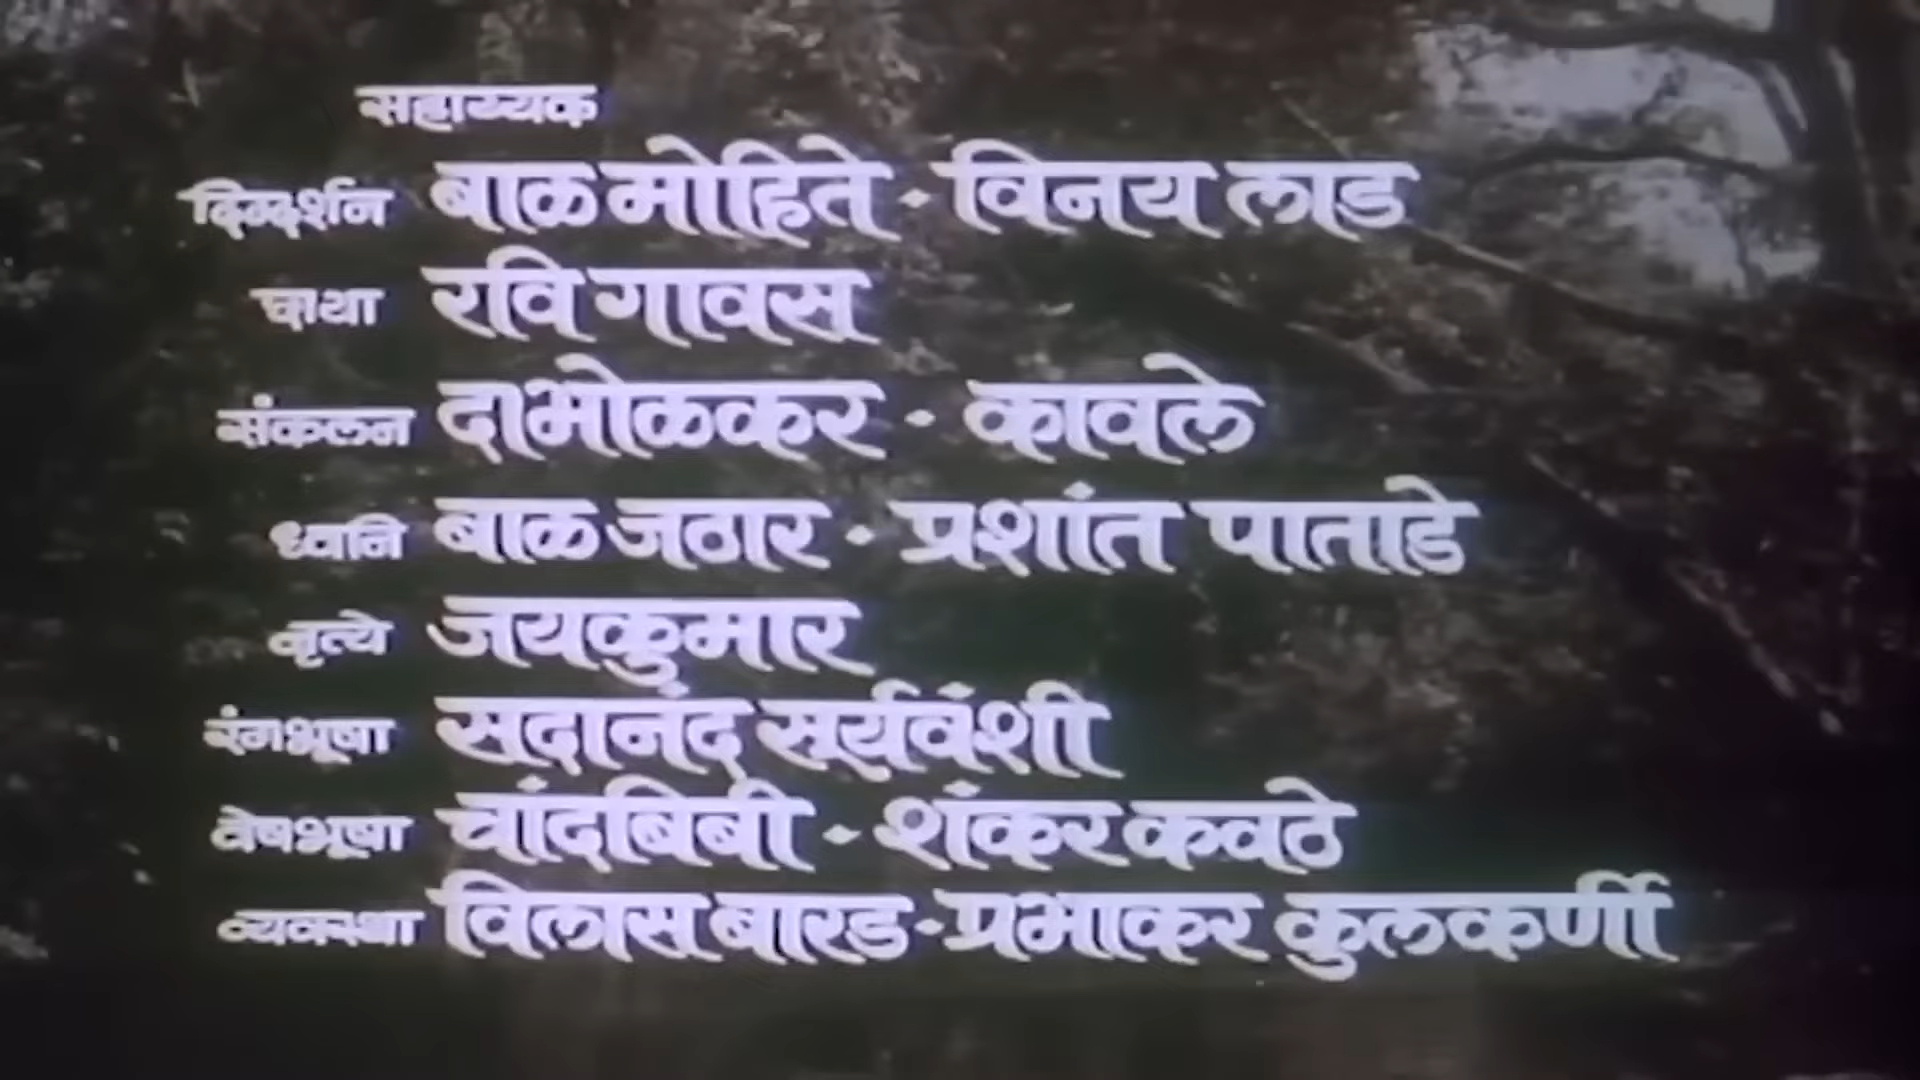 सहाय्यक
दिग्दर्शन बाळ मोहिते · विनय लाड
छाया रवि गावस
संकलन दाभोळकर · कावले
ध्वनि बाळ जठार · प्रशांत पाताडे
नृत्ये जयकुमार
रंगभूषा सदानंद सूर्यवंशी
वेषभूषा चांदबिबी · शंकर कवठे
व्यवस्था विलास बारड · प्रभाकर कुलकर्णी